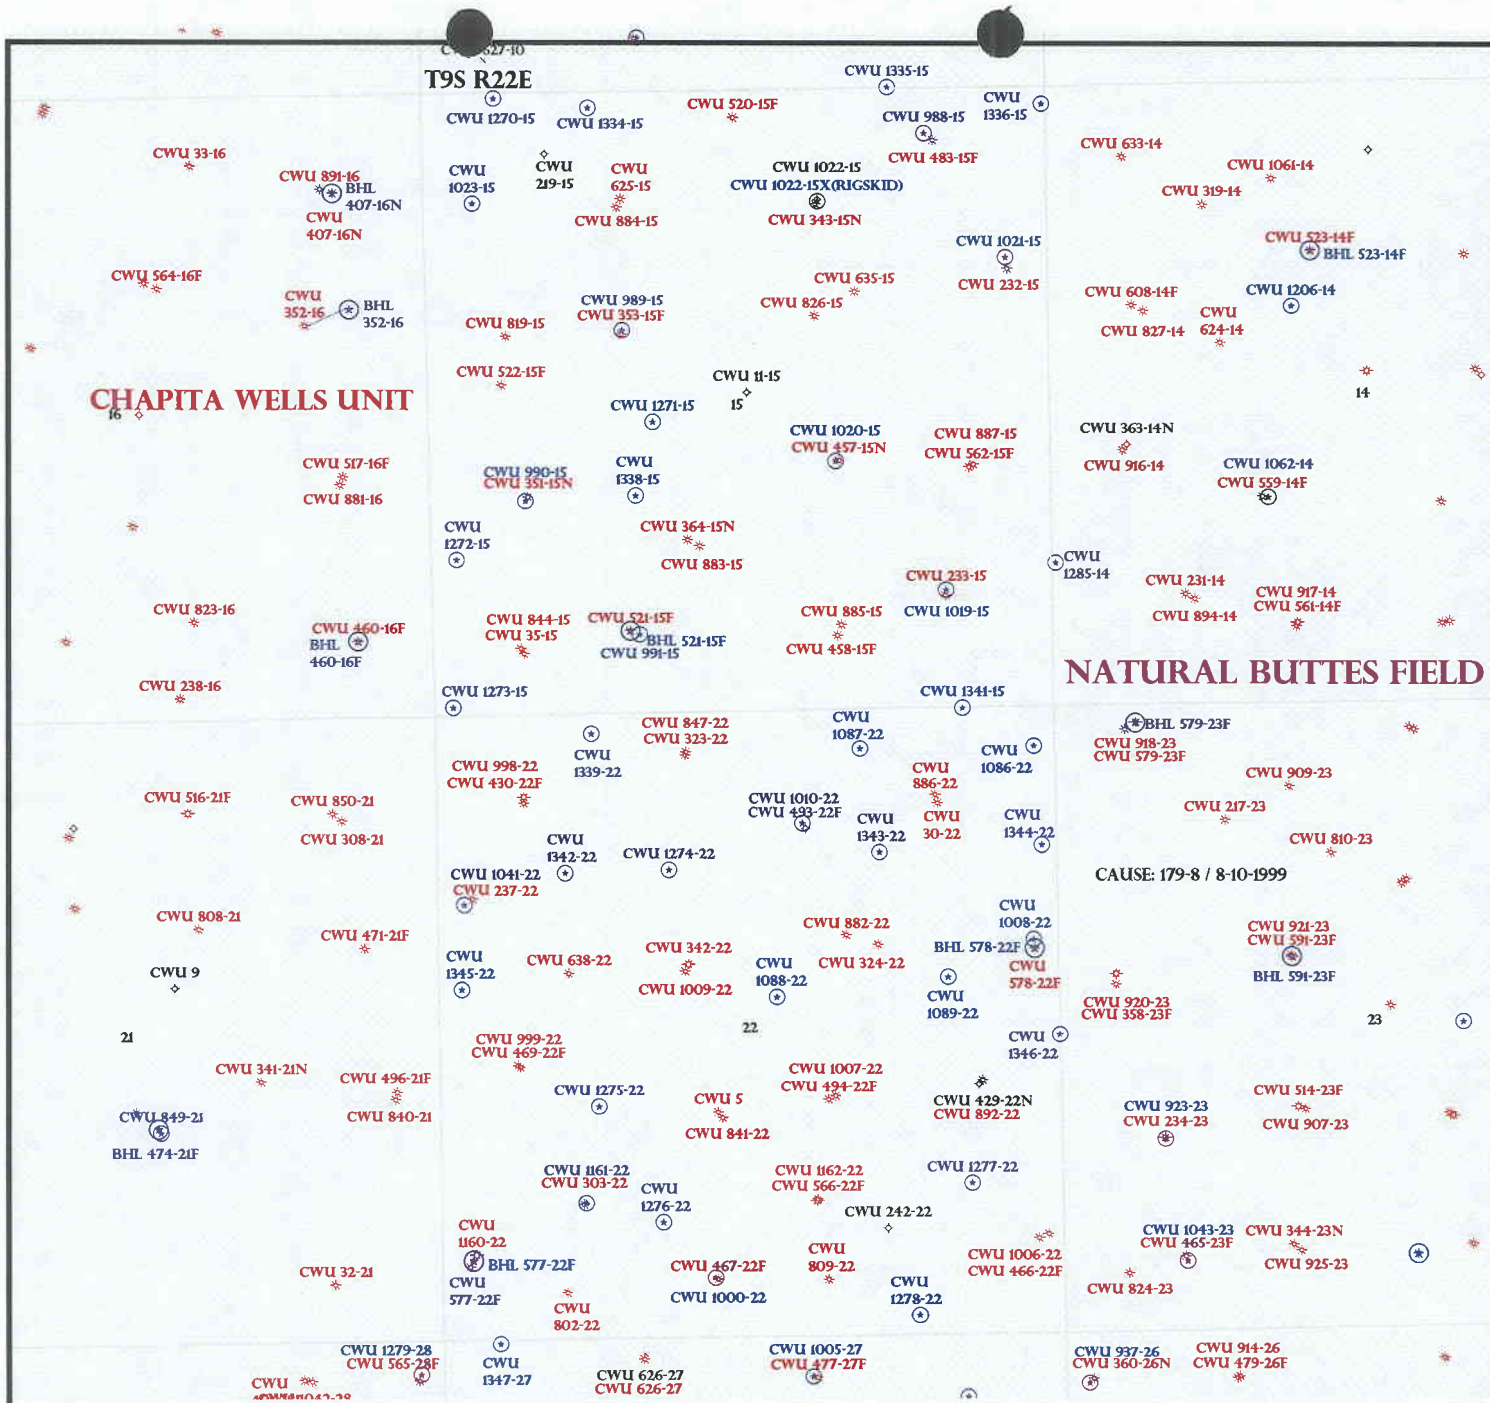 T9S R22E
CWU 1335-15
CWU 1270-15
CWU 1334-15
CWU 520-15F
CWU 988-15
CWU
1336-15
CWU 483-15F
CWU 633-14
CWU 33-16
CWU 891-16
BHL
407-16N
CWU
407-16N
CWU
1023-15
CWU
219-15
CWU
625-15
CWU 884-15
CWU 1022-15
CWU 1022-15X(RIGSKID)
CWU 343-15N
CWU 1061-14
CWU 319-14
CWU 1021-15
CWU 232-15
CWU 523-14F
BHL 523-14F
CWU 564-16F
CWU
352-16
BHL
352-16
CWU 989-15
CWU 353-15F
CWU 635-15
CWU 826-15
CWU 608-14F
CWU 827-14
CWU
624-14
CWU 1206-14
CWU 819-15
CWU 522-15F
CWU 11-15
15
14
CHAPITA WELLS UNIT
16
CWU 1271-15
CWU 1020-15
CWU 457-15N
CWU 887-15
CWU 562-15F
CWU 363-14N
CWU 916-14
CWU 1062-14
CWU 559-14F
CWU 517-16F
CWU 881-16
CWU 990-15
CWU 351-15N
CWU
1338-15
CWU
1272-15
CWU 364-15N
CWU 883-15
CWU 233-15
CWU 1019-15
CWU
1285-14
CWU 231-14
CWU 894-14
CWU 917-14
CWU 561-14F
CWU 823-16
CWU 460-16F
BHL
460-16F
CWU 844-15
CWU 35-15
CWU 521-15F
BHL 521-15F
CWU 991-15
CWU 885-15
CWU 458-15F
NATURAL BUTTES FIELD
CWU 238-16
CWU 1273-15
CWU 1341-15
CWU
1339-22
CWU 847-22
CWU 323-22
CWU
1087-22
CWU
1086-22
BHL 579-23F
CWU 918-23
CWU 579-23F
CWU 998-22
CWU 430-22F
CWU
886-22
CWU
30-22
CWU 909-23
CWU 516-21F
CWU 850-21
CWU 308-21
CWU 1010-22
CWU 493-22F
CWU
1343-22
CWU
1344-22
CWU 217-23
CWU 810-23
CWU
1342-22
CWU 1274-22
CWU 1041-22
CWU 237-22
CAUSE: 179-8 / 8-10-1999
CWU 808-21
CWU 471-21F
CWU 9
CWU
1345-22
CWU 638-22
CWU 342-22
CWU 1009-22
CWU
1088-22
CWU 882-22
CWU 324-22
CWU
1008-22
BHL 578-22F
CWU
578-22F
CWU
1089-22
CWU 921-23
CWU 591-23F
BHL 591-23F
CWU 920-23
CWU 358-23F
21
22
23
CWU
1346-22
CWU 999-22
CWU 469-22F
CWU 341-21N
CWU 496-21F
CWU 840-21
CWU 1275-22
CWU 5
CWU 841-22
CWU 1007-22
CWU 494-22F
CWU 429-22N
CWU 892-22
CWU 849-21
BHL 474-21F
CWU 923-23
CWU 234-23
CWU 514-23F
CWU 907-23
CWU 1161-22
CWU 303-22
CWU
1276-22
CWU 1162-22
CWU 566-22F
CWU 1277-22
CWU 242-22
CWU
1160-22
BHL 577-22F
CWU
577-22F
CWU 32-21
CWU
802-22
CWU 467-22F
CWU 1000-22
CWU
809-22
CWU
1278-22
CWU 1006-22
CWU 466-22F
CWU 1043-23
CWU 465-23F
CWU 824-23
CWU 344-23N
CWU 925-23
CWU 1279-28
CWU 565-28F
CWU
1347-27
CWU 626-27
CWU 626-27
CWU 1005-27
CWU 477-27F
CWU 937-26
CWU 360-26N
CWU 914-26
CWU 479-26F
CWU